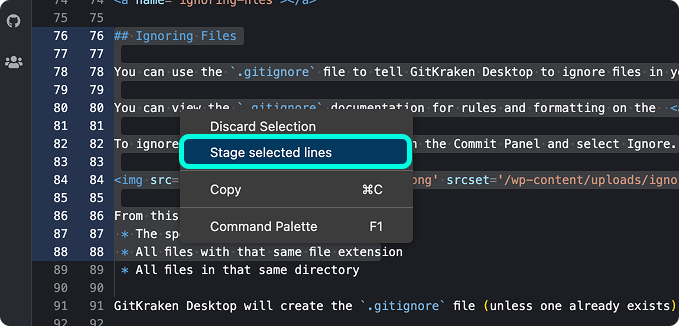 74 74 <a name="ignoring-files"></a>
75 75
76 76 ## Ignoring Files
77 77
78 78 You can use the `.gitignore` file to tell GitKraken Desktop to ignore files in
79 79
80 80 You can view the `.gitignore` documentation for rules and formatting on the <a
81 81
Discard Selection
82 82 To ignore the Commit Panel and select Ignore.
Stage selected lines
83 83
84 84 <img src= png' srcset='/wp-content/uploads/igno
Copy ⌘C
85 85
86 86 From this
Command Palette F1
87 87 * The sp
88 88 * All files with that same file extension
89 89 * All files in that same directory
90 90
91 91 GitKraken Desktop will create the `.gitignore` file (unless one already exists)
92 92